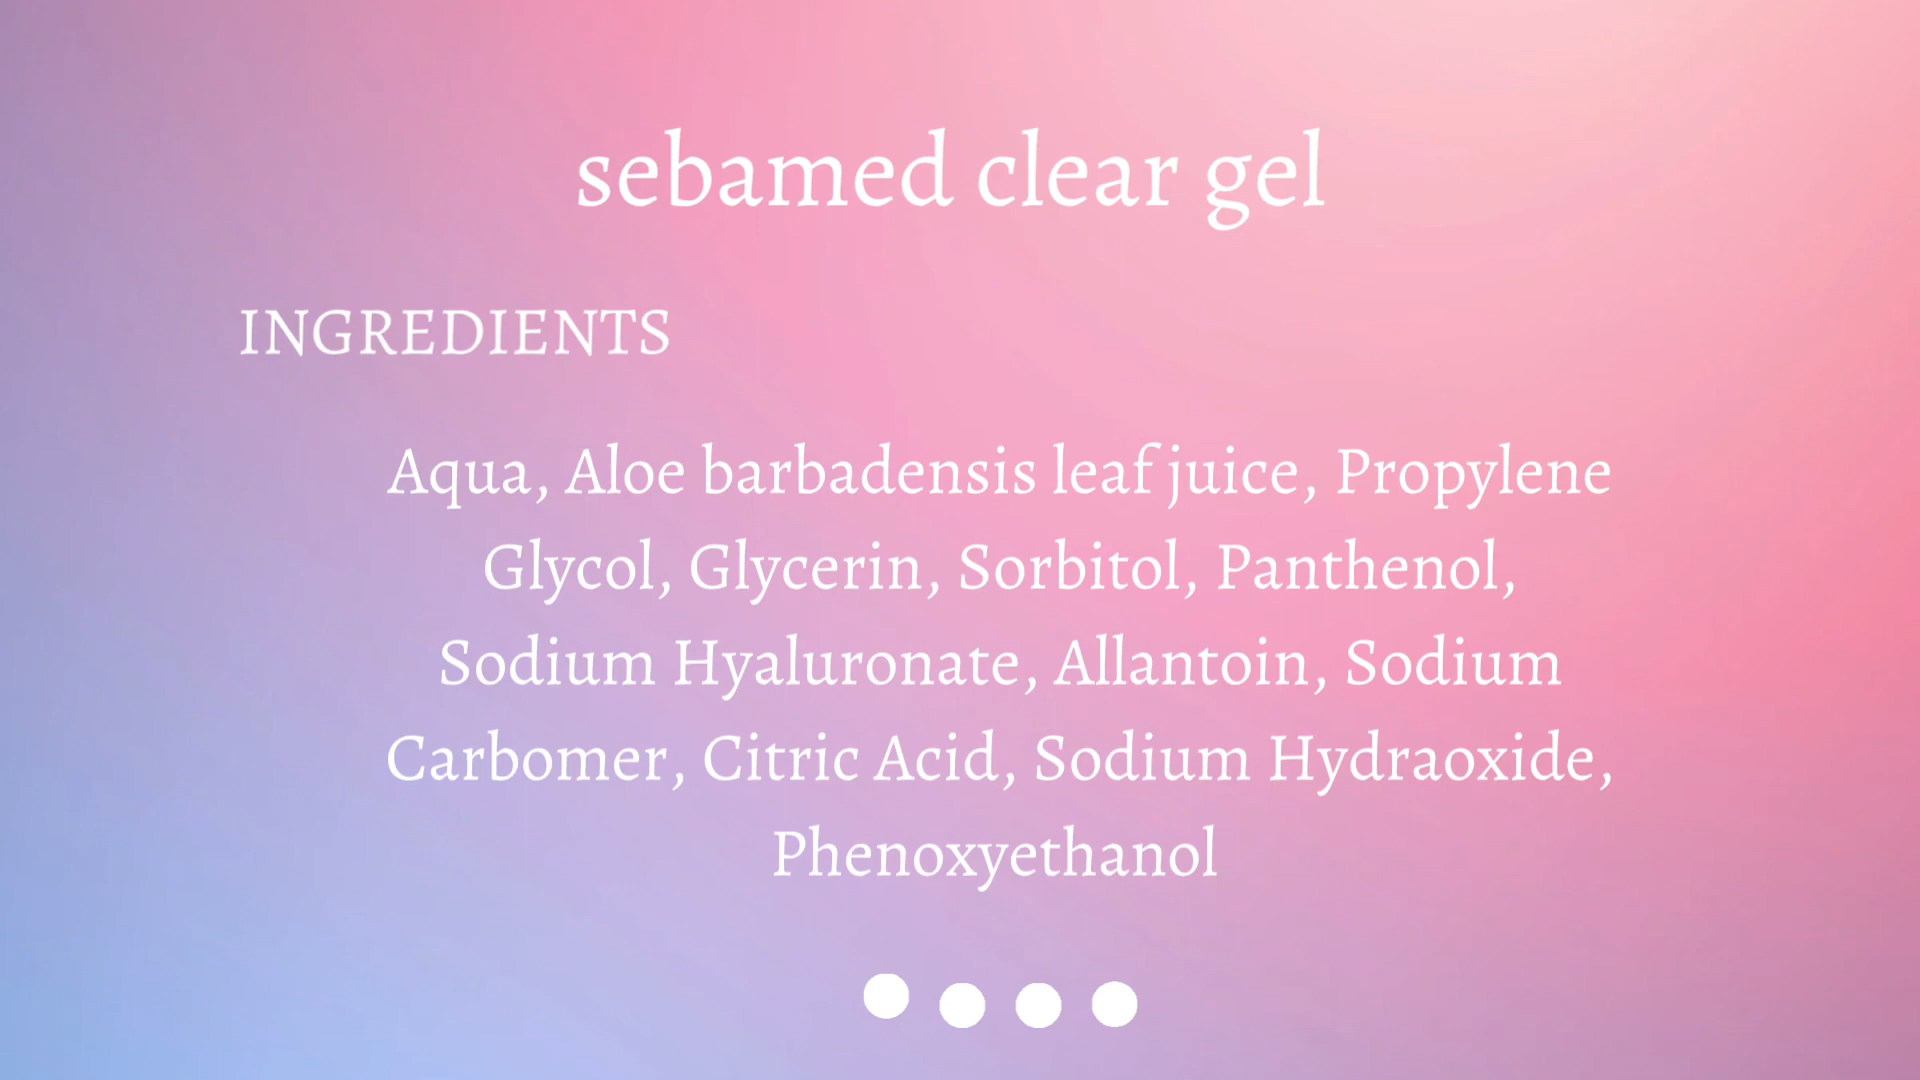 sebamed clear gel
INGREDIENTS
Aqua, Aloe barbadensis leaf juice, Propylene
Glycol, Glycerin, Sorbitol, Panthenol,
Sodium Hyaluronate, Allantoin, Sodium
Carbomer, Citric Acid, Sodium Hydraoxide,
Phenoxyethanol